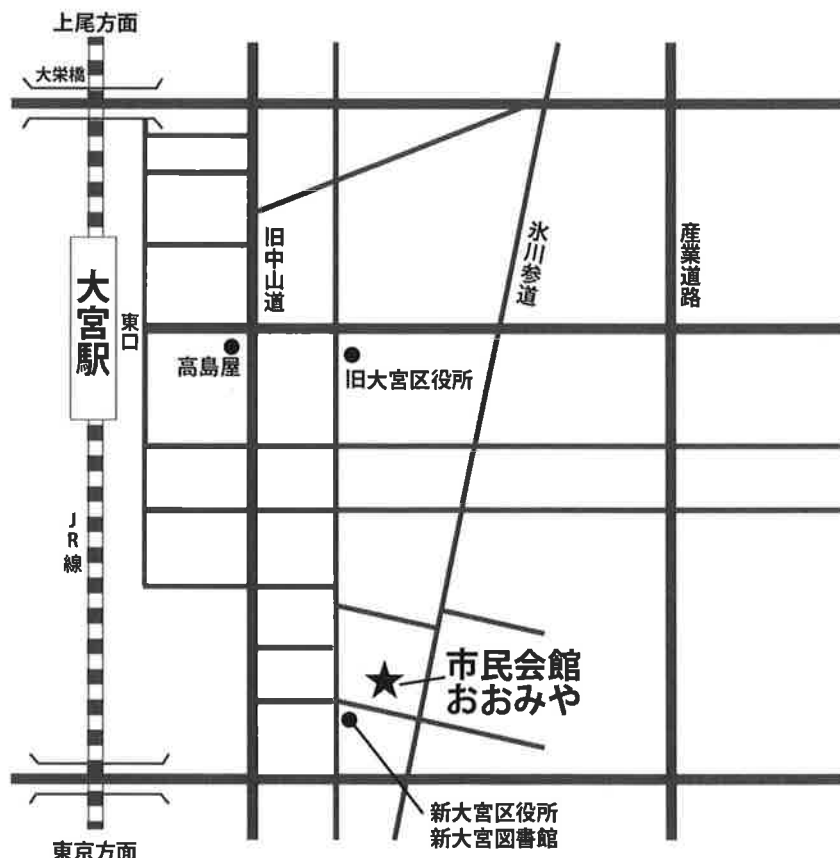 上尾方面
大栄橋
旧中山道
氷川参道
産業道路
大宮駅
東口
高島屋
旧大宮区役所
JR線
市民会館
おおみや
新大宮区役所
新大宮図書館
東京方面